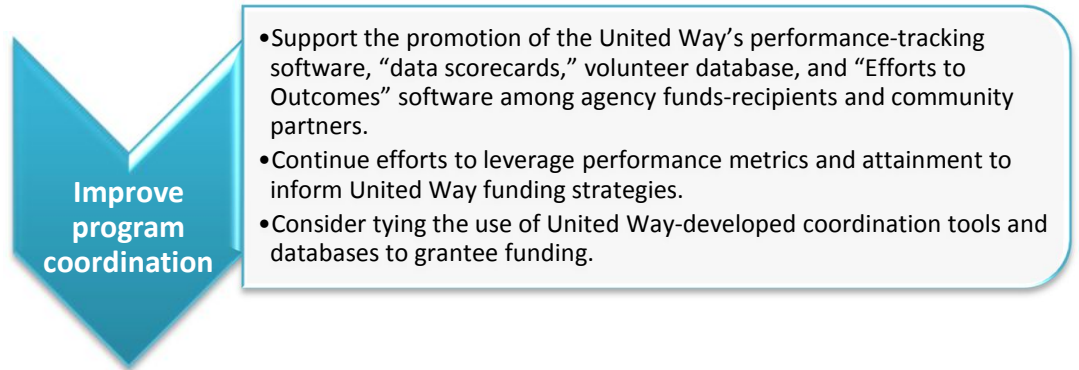 Improve
program
coordination
•Support the promotion of the United Way’s performance-tracking
software, “data scorecards,” volunteer database, and “Efforts to
Outcomes” software among agency funds-recipients and community
partners.
•Continue efforts to leverage performance metrics and attainment to
inform United Way funding strategies.
•Consider tying the use of United Way-developed coordination tools and
databases to grantee funding.